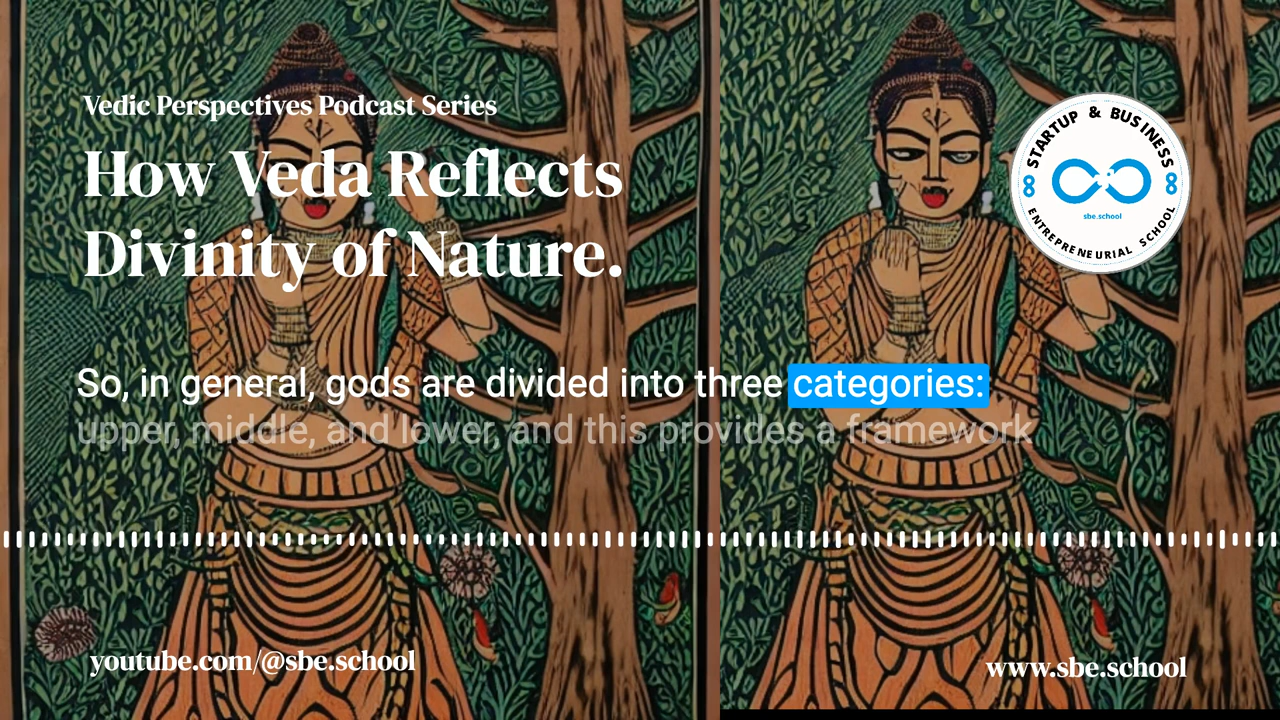 Vedic Perspectives Podcast Series
How Veda Reflects
Divinity of Nature.
STARTUP & BUSINESS
sbe.school
ENTREPRENEURIAL SCHOOL
So, in general, gods are divided into three categories:
upper, middle, and lower, and this provides a framework
youtube.com/@sbe.school
www.sbe.school